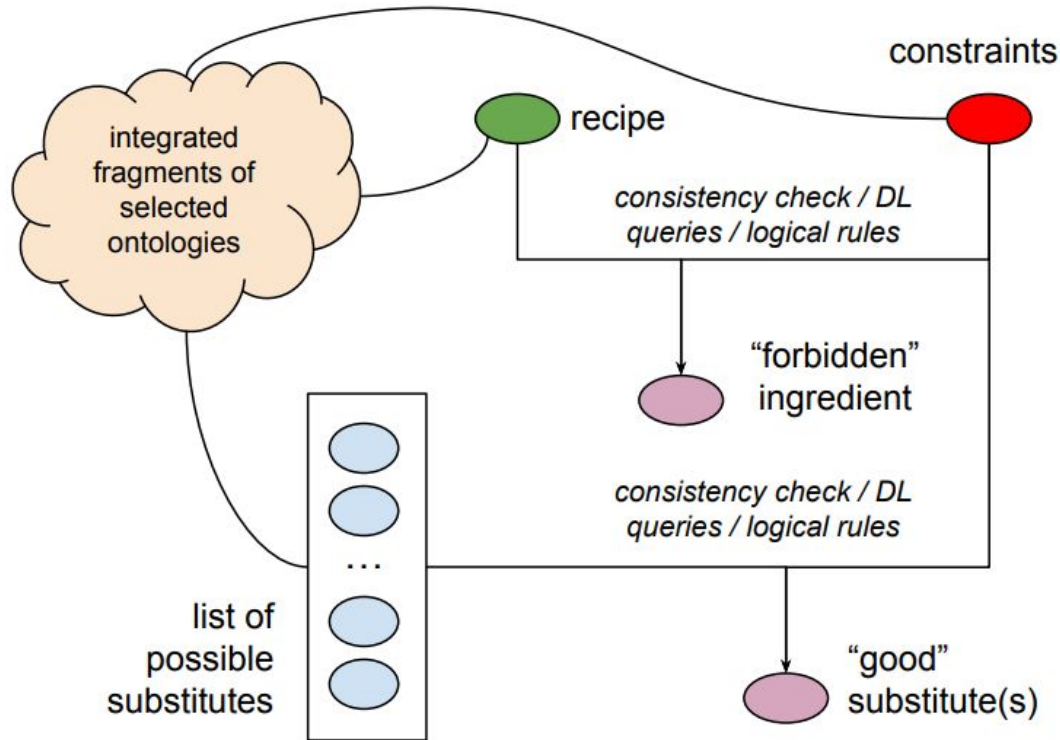 constraints
integrated
fragments of
selected
ontologies
recipe
consistency check / DL
queries / logical rules
“forbidden”
ingredient
consistency check / DL
queries / logical rules
...
list of
possible
substitutes
“good”
substitute(s)